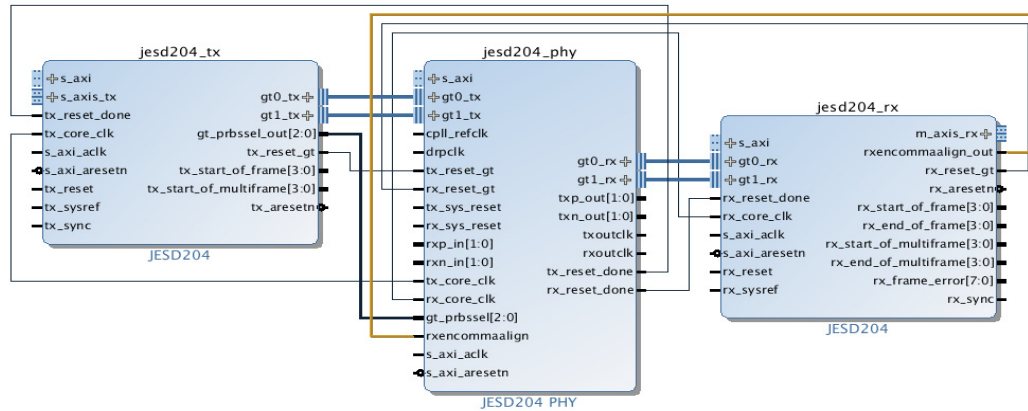 jesd204_tx
s_axi
s_axis_tx
tx_reset_done
tx_core_clk
s_axi_aclk
s_axi_aresetn
tx_reset
tx_sysref
tx_sync
gt0_tx
gt1_tx
gt_prbssel_out[2:0]
tx_reset_gt
tx_start_of_frame[3:0]
tx_start_of_multiframe[3:0]
tx_aresetn
JESD204
jesd204_phy
s_axi
gt0_tx
gt1_tx
cpll_refclk
drpclk
tx_reset_gt
rx_reset_gt
tx_sys_reset
rx_sys_reset
rxp_in[1:0]
rxn_in[1:0]
tx_core_clk
rx_core_clk
gt_prbssel[2:0]
rxencommaalign
s_axi_aclk
s_axi_aresetn
gt0_rx
gt1_rx
txp_out[1:0]
txn_out[1:0]
txoutclk
rxoutclk
tx_reset_done
rx_reset_done
JESD204 PHY
jesd204_rx
s_axi
gt0_rx
gt1_rx
rx_reset_done
rx_core_clk
s_axi_aclk
s_axi_aresetn
rx_reset
rx_sysref
m_axis_rx
rxencommaalign_out
rx_reset_gt
rx_aresetn
rx_start_of_frame[3:0]
rx_end_of_frame[3:0]
rx_start_of_multiframe[3:0]
rx_end_of_multiframe[3:0]
rx_frame_error[7:0]
rx_sync
JESD204